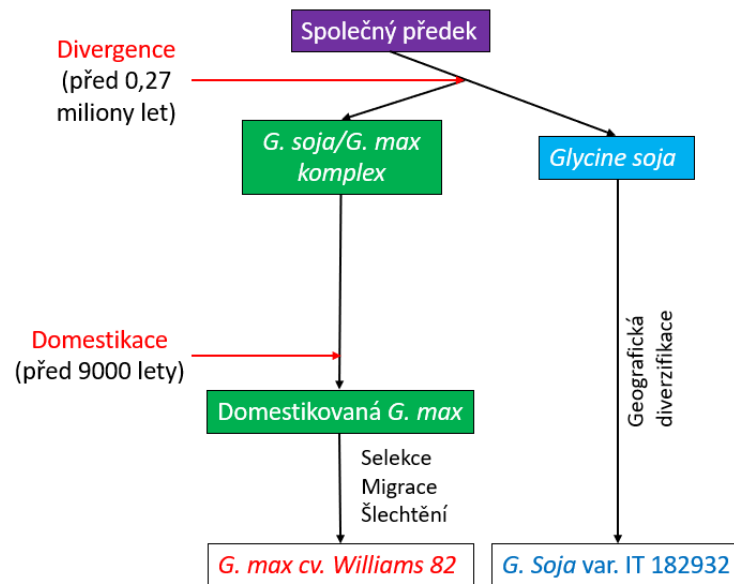 Společný předek
Divergence
(před 0,27
miliony let)
G. soja/G. max
komplex
Glycine soja
Geografická
diverzifikace
Domestikace
(před 9000 lety)
Domestikovaná G. max
Selekce
Migrace
Šlechtění
G. max cv. Williams 82
G. Soja var. IT 182932